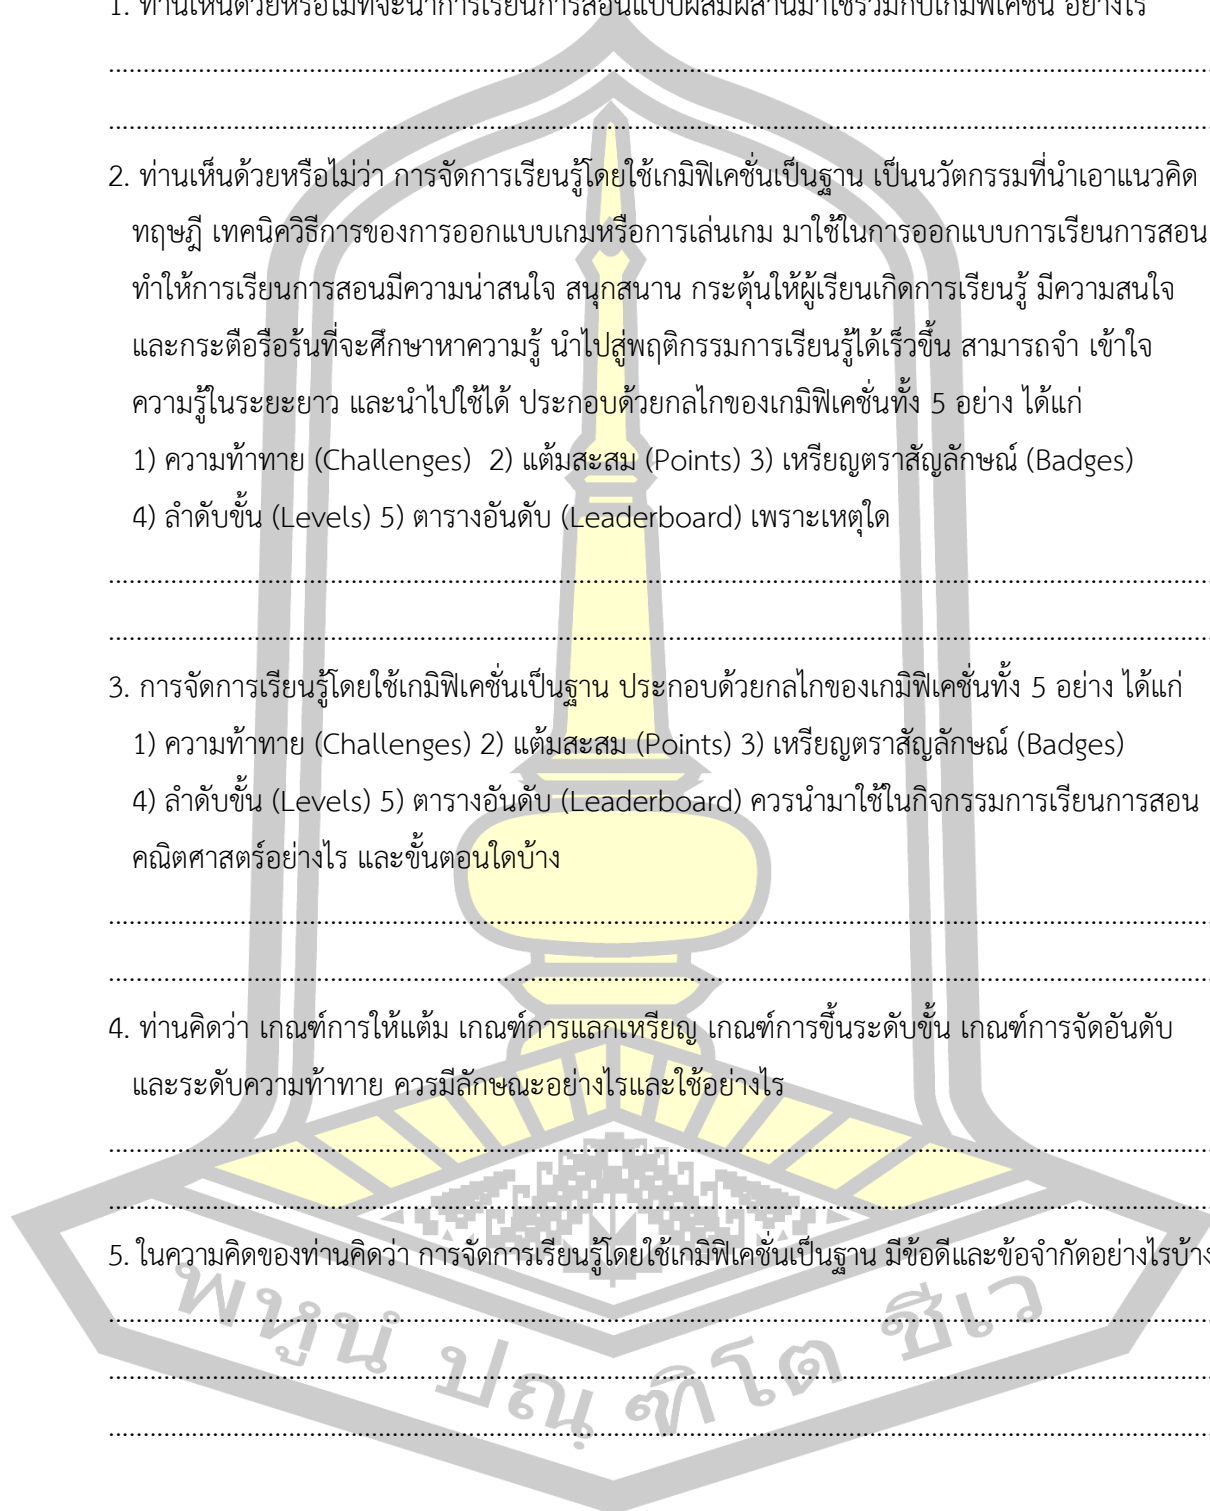 1. ท่านเห็นด้วยหรือไม่ที่จะนำการเรียนการสอนแบบผสมผสานมาใช้ร่วมกับเกมิฟิเคชั่น อย่างไร
................................................................................
................................................................................
2. ท่านเห็นด้วยหรือไม่ว่า การจัดการเรียนรู้โดยใช้เกมิฟิเคชั่นเป็นฐาน เป็นนวัตกรรมที่นำเอาแนวคิด
ทฤษฎี เทคนิควิธีการของการออกแบบเกมหรือการเล่นเกม มาใช้ในการออกแบบการเรียนการสอน
ทำให้การเรียนการสอนมีความน่าสนใจ สนุกสนาน กระตุ้นให้ผู้เรียนเกิดการเรียนรู้ มีความสนใจ
และกระตือรือร้นที่จะศึกษาหาความรู้ นำไปสู่พฤติกรรมการเรียนรู้ได้เร็วขึ้น สามารถจำ เข้าใจ
ความรู้ในระยะยาว และนำไปใช้ได้ ประกอบด้วยกลไกของเกมิฟิเคชั่นทั้ง 5 อย่าง ได้แก่
1) ความท้าทาย (Challenges) 2) แต้มสะสม (Points) 3) เหรียญตราสัญลักษณ์ (Badges)
4) ลำดับขั้น (Levels) 5) ตารางอันดับ (Leaderboard) เพราะเหตุใด
................................................................................
................................................................................
3. การจัดการเรียนรู้โดยใช้เกมิฟิเคชั่นเป็นฐาน ประกอบด้วยกลไกของเกมิฟิเคชั่นทั้ง 5 อย่าง ได้แก่
1) ความท้าทาย (Challenges) 2) แต้มสะสม (Points) 3) เหรียญตราสัญลักษณ์ (Badges)
4) ลำดับขั้น (Levels) 5) ตารางอันดับ (Leaderboard) ควรนำมาใช้ในกิจกรรมการเรียนการสอน
คณิตศาสตร์อย่างไร และขั้นตอนใดบ้าง
................................................................................
................................................................................
4. ท่านคิดว่า เกณฑ์การให้แต้ม เกณฑ์การแลกเหรียญ เกณฑ์การขึ้นระดับขั้น เกณฑ์การจัดอันดับ
และระดับความท้าทาย ควรมีลักษณะอย่างไรและใช้อย่างไร
................................................................................
................................................................................
5. ในความคิดของท่านคิดว่า การจัดการเรียนรู้โดยใช้เกมิฟิเคชั่นเป็นฐาน มีข้อดีและข้อจำกัดอย่างไรบ้าง
................................................................................
................................................................................
................................................................................
พหูนํ ปณฺฑิโต ชีเว